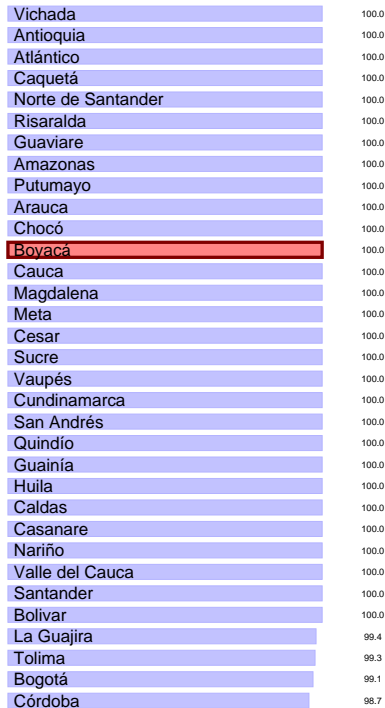 Vichada 100.0
Antioquia 100.0
Atlántico 100.0
Caquetá 100.0
Norte de Santander 100.0
Risaralda 100.0
Guaviare 100.0
Amazonas 100.0
Putumayo 100.0
Arauca 100.0
Chocó 100.0
Boyacá 100.0
Cauca 100.0
Magdalena 100.0
Meta 100.0
Cesar 100.0
Sucre 100.0
Vaupés 100.0
Cundinamarca 100.0
San Andrés 100.0
Quindío 100.0
Guainía 100.0
Huila 100.0
Caldas 100.0
Casanare 100.0
Nariño 100.0
Valle del Cauca 100.0
Santander 100.0
Bolivar 100.0
La Guajira 99.4
Tolima 99.3
Bogotá 99.1
Córdoba 98.7